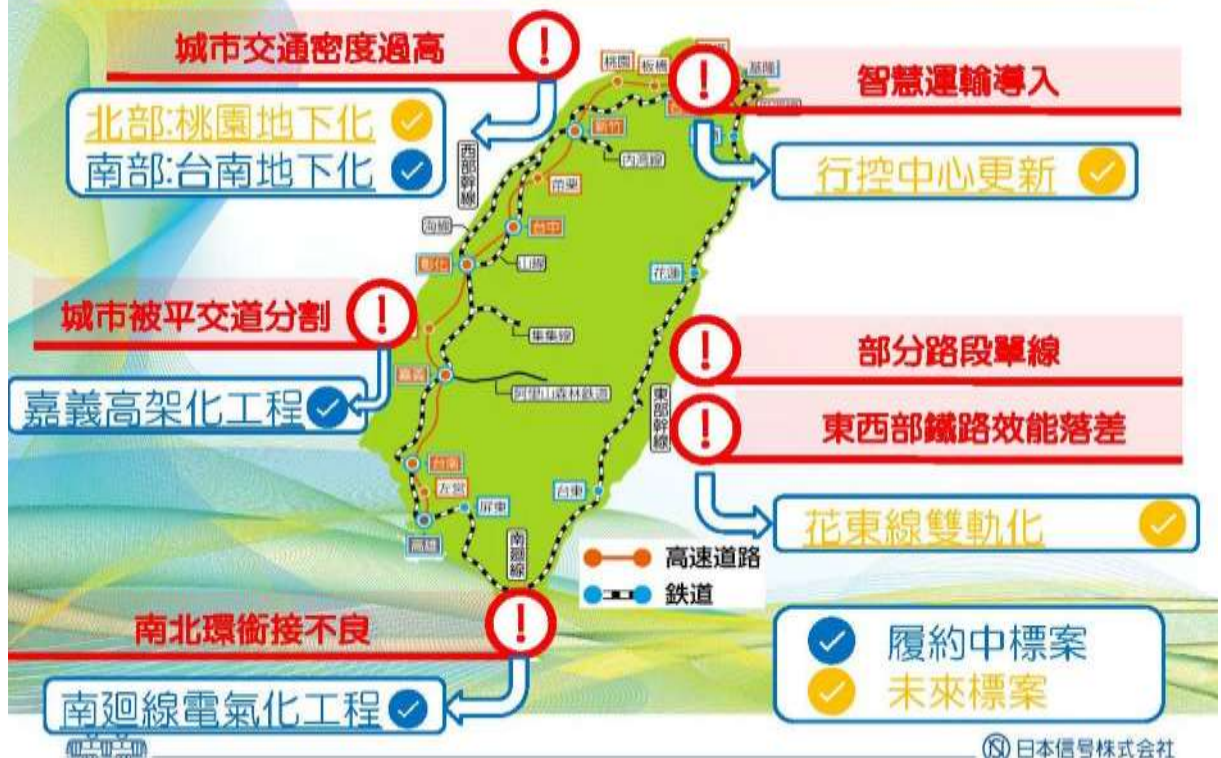 城市交通密度過高
北部:桃園地下化
南部:台南地下化
智慧運輸導入
行控中心更新
城市被平交道分割
嘉義高架化工程
部分路段單線
東西部鐵路效能落差
花東線雙軌化
南北環銜接不良
南迴線電氣化工程
桃園
板橋
基隆
新竹
內灣線
西部幹線
苗栗
海線
台中
山線
彰化
花蓮
集集線
嘉義
阿里山森林鉄道
東部幹線
台南
左営
屏東
台東
高雄
南廻線
高速道路
鉄道
履約中標案
未來標案
日本信号株式会社